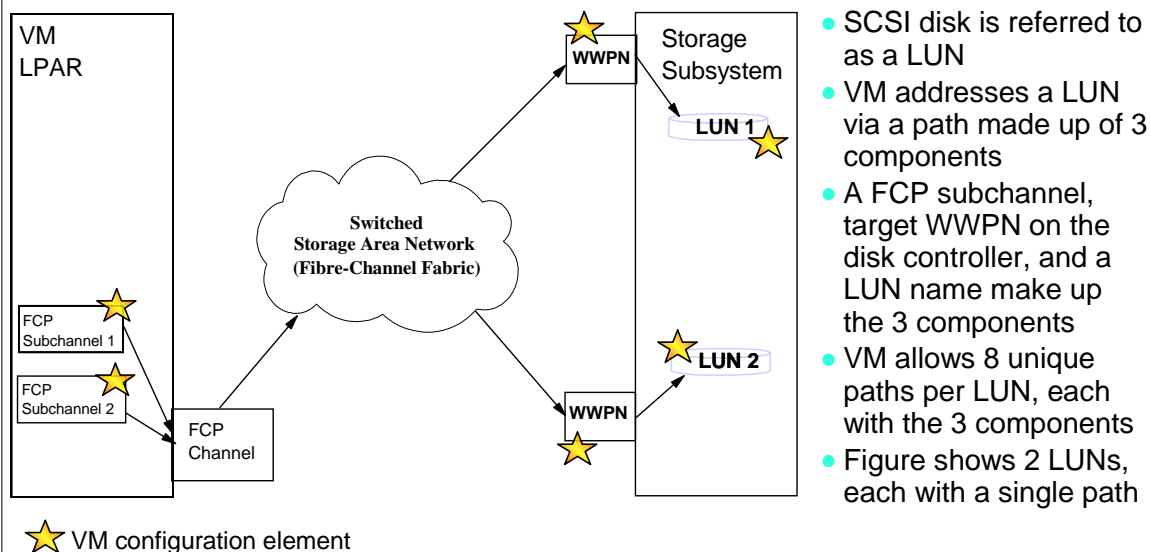 VM
LPAR
FCP
Subchannel 1
FCP
Subchannel 2
FCP
Channel
Switched
Storage Area Network
(Fibre-Channel Fabric)
WWPN
WWPN
Storage
Subsystem
LUN 1
LUN 2
VM configuration element
SCSI disk is referred to
as a LUN
VM addresses a LUN
via a path made up of 3
components
A FCP subchannel,
target WWPN on the
disk controller, and a
LUN name make up
the 3 components
VM allows 8 unique
paths per LUN, each
with the 3 components
Figure shows 2 LUNs,
each with a single path